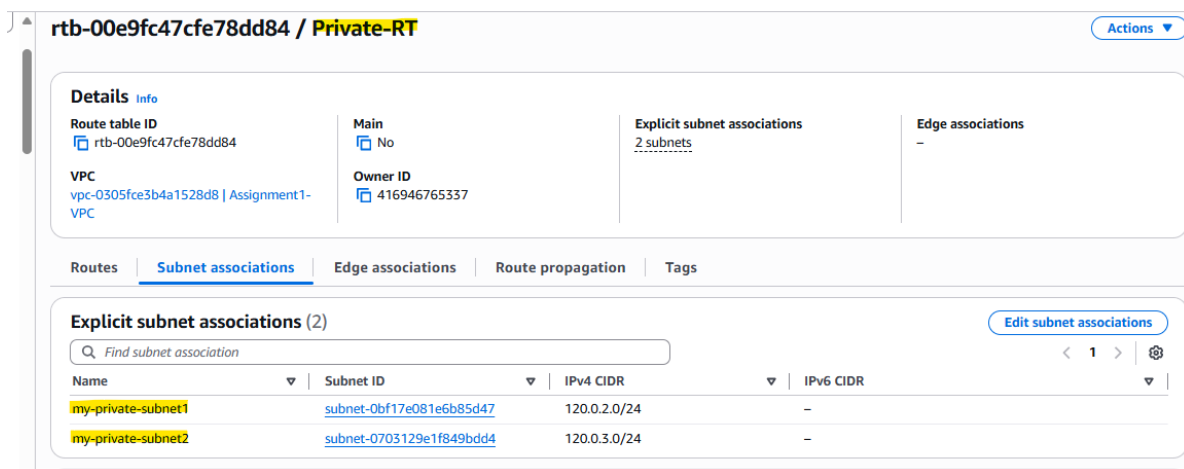 rtb-00e9fc47cfe78dd84 / Private-RT
Actions
Details Info
Route table ID
rtb-00e9fc47cfe78dd84
Main
No
Explicit subnet associations
2 subnets
Edge associations
–
VPC
vpc-0305fce3b4a1528d8 | Assignment1-
VPC
Owner ID
416946765337
Routes
Subnet associations
Edge associations
Route propagation
Tags
Explicit subnet associations (2)
Edit subnet associations
Find subnet association
1
Name Subnet ID IPv4 CIDR IPv6 CIDR
my-private-subnet1 subnet-0bf17e081e6b85d47 120.0.2.0/24 –
my-private-subnet2 subnet-0703129e1f849bdd4 120.0.3.0/24 –